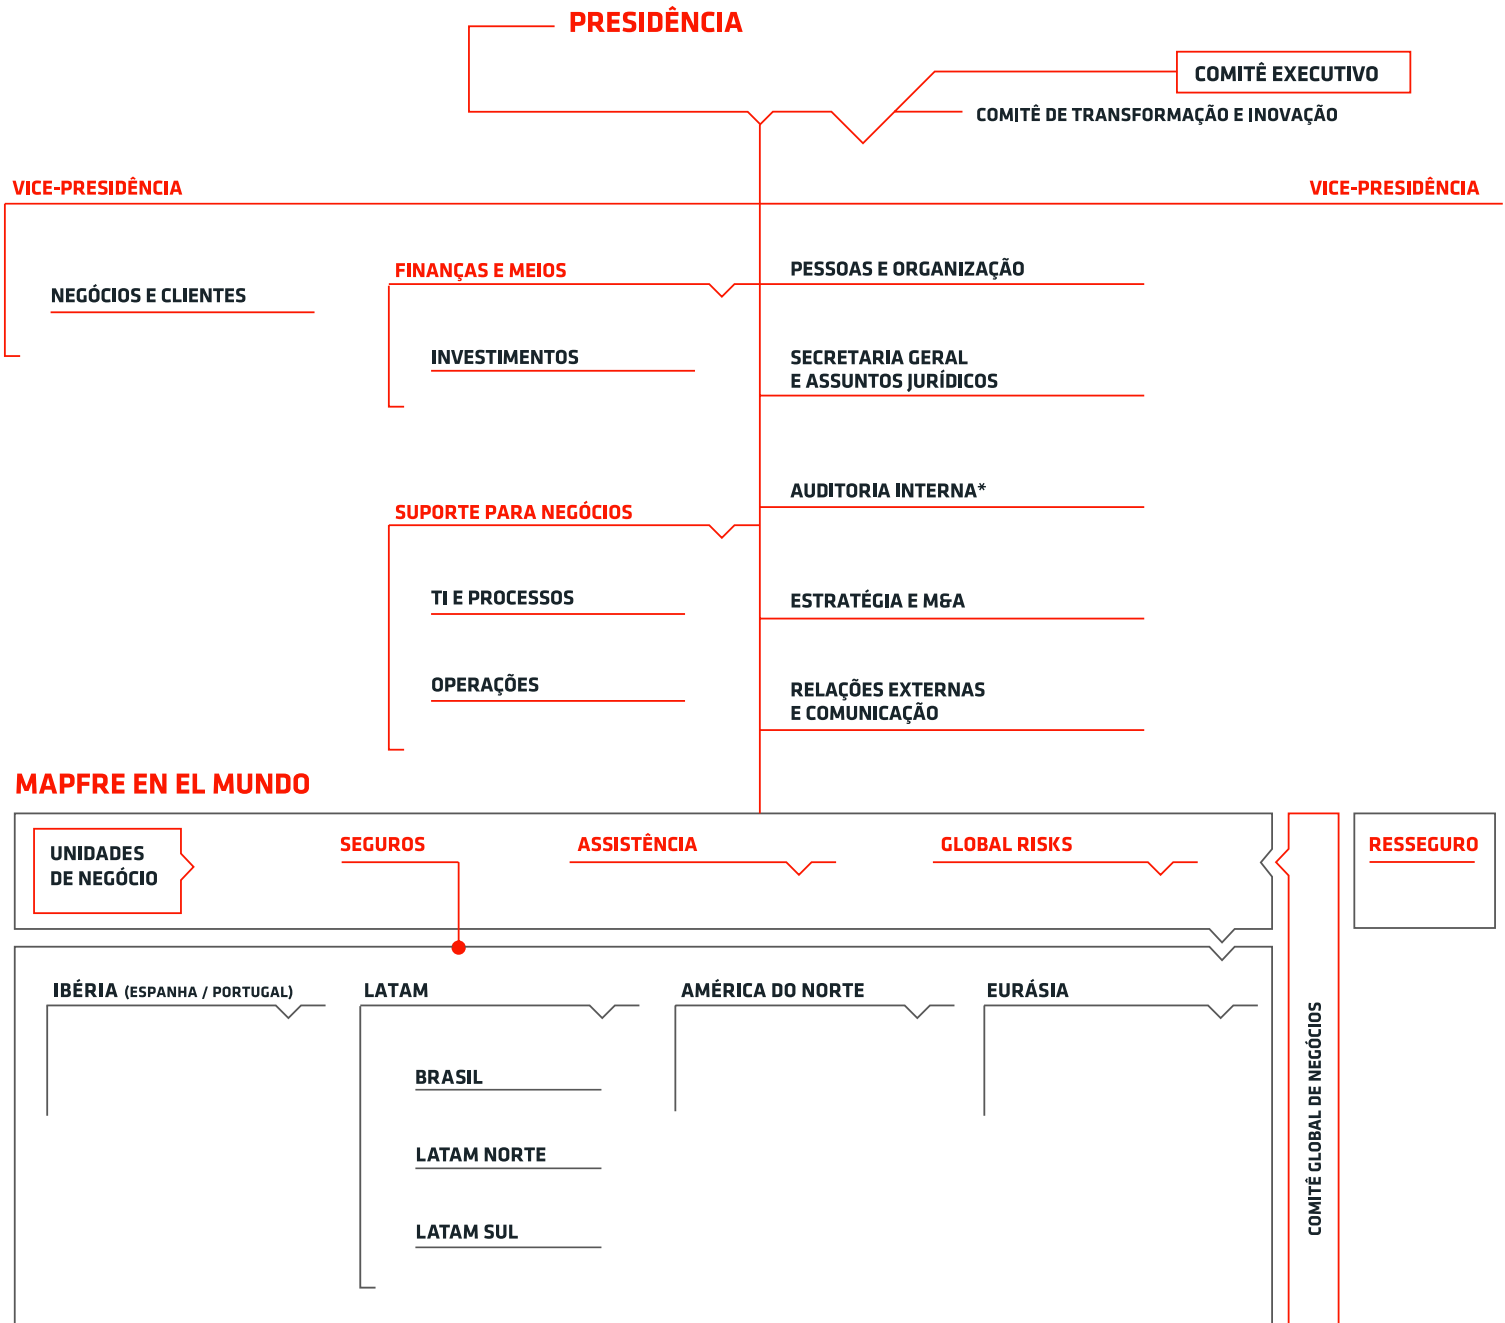 PRESIDÊNCIA
COMITÊ EXECUTIVO
COMITÊ DE TRANSFORMAÇÃO E INOVAÇÃO
VICE-PRESIDÊNCIA
VICE-PRESIDÊNCIA
NEGÓCIOS E CLIENTES
FINANÇAS E MEIOS
INVESTIMENTOS
SUPORTE PARA NEGÓCIOS
TI E PROCESSOS
OPERAÇÕES
PESSOAS E ORGANIZAÇÃO
SECRETARIA GERAL
E ASSUNTOS JURÍDICOS
AUDITORIA INTERNA*
ESTRATÉGIA E M&A
RELAÇÕES EXTERNAS
E COMUNICAÇÃO
MAPFRE EN EL MUNDO
UNIDADES
DE NEGÓCIO
SEGUROS
ASSISTÊNCIA
GLOBAL RISKS
RESSEGURO
IBÉRIA (ESPANHA / PORTUGAL)
LATAM
BRASIL
LATAM NORTE
LATAM SUL
AMÉRICA DO NORTE
EURÁSIA
COMITÊ GLOBAL DE NEGÓCIOS